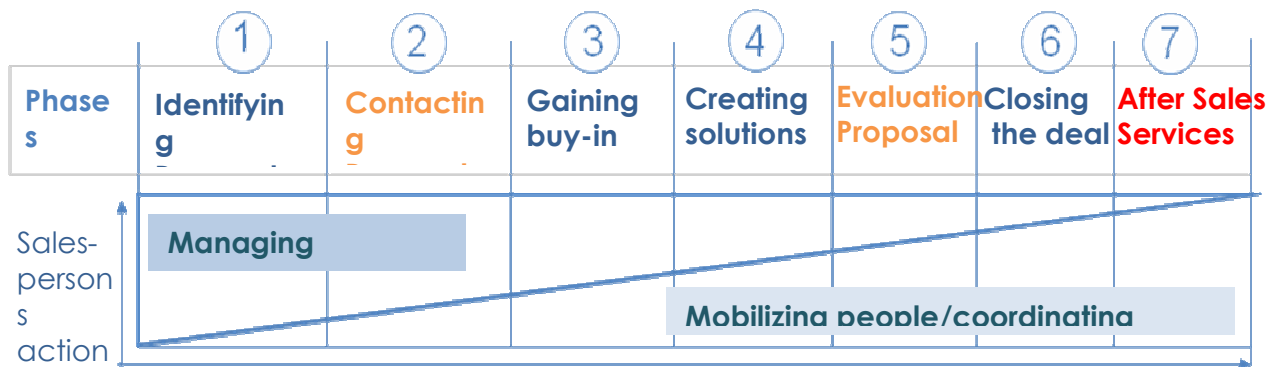 1 2 3 4 5 6 7
Phase
s
Identifyin
g
Contactin
g
Gaining
buy-in
Creating
solutions
Evaluation
Proposal
Closing
the deal
After Sales
Services
Managing
Sales-
person
s
action
Mobilizing people/coordinating